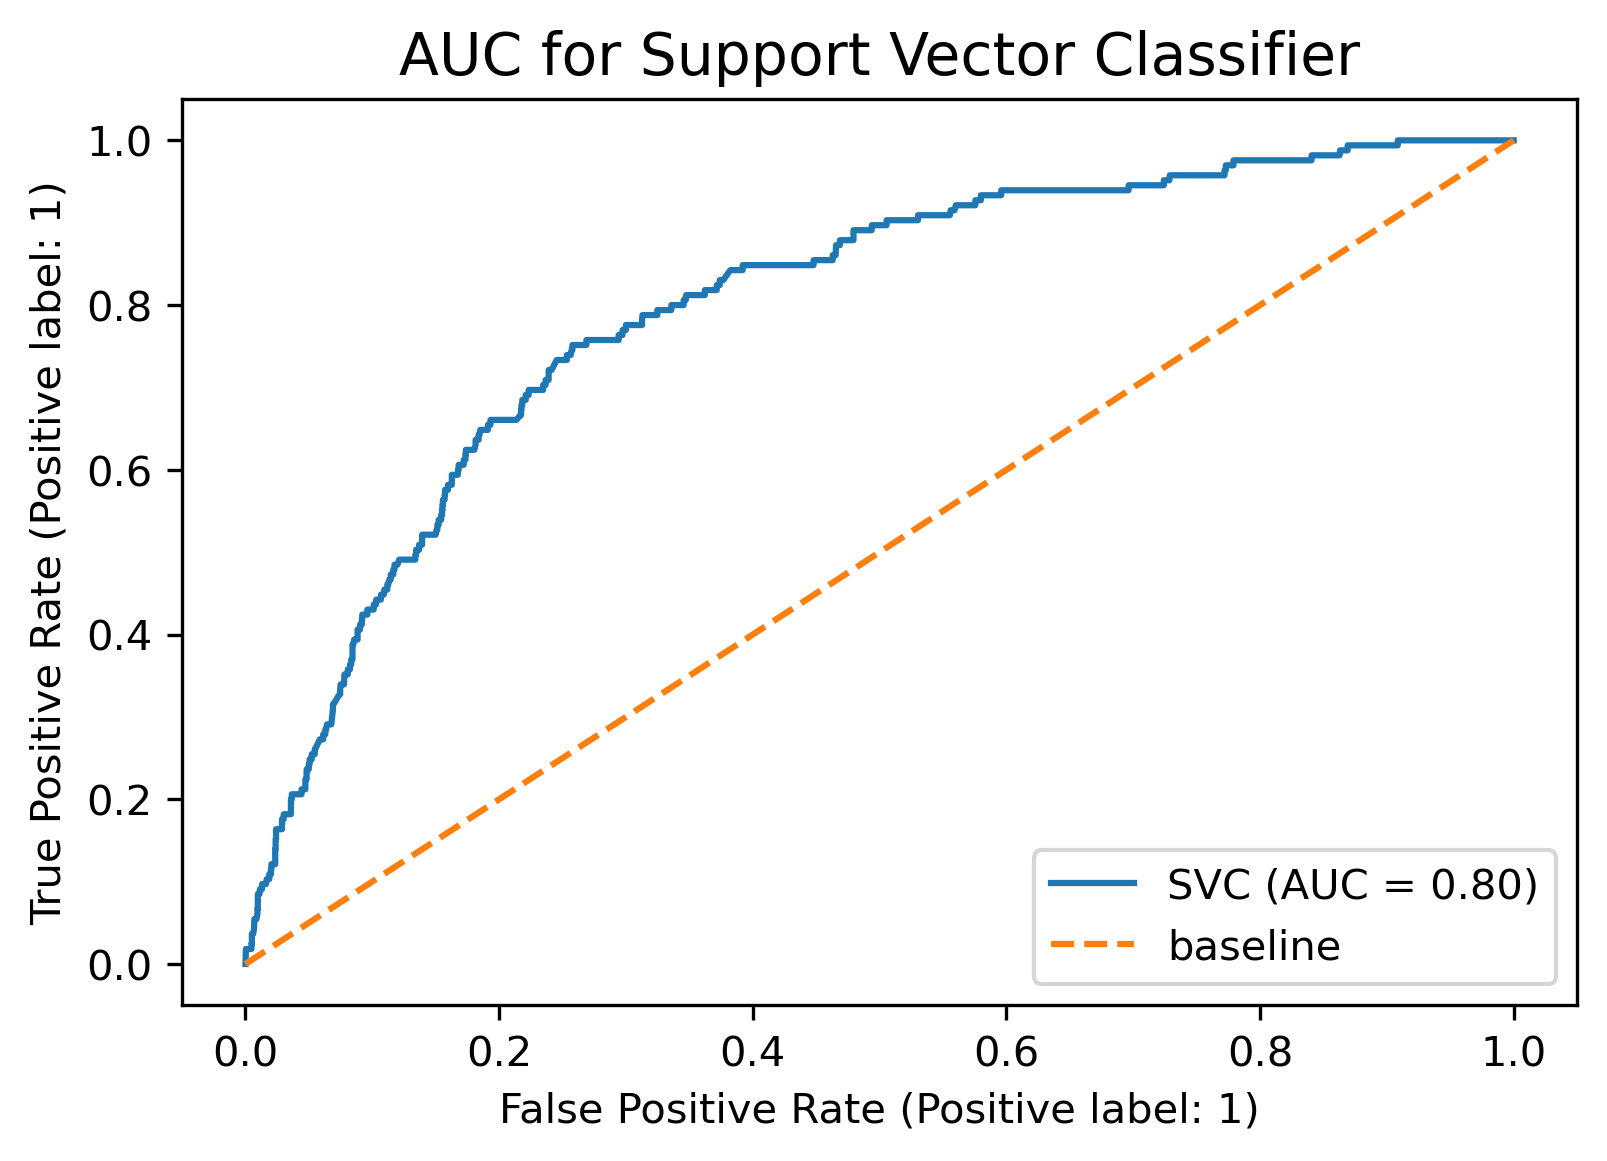 AUC for Support Vector Classifier
True Positive Rate (Positive label: 1)
1.0
0.8
0.6
0.4
0.2
0.0
0.0 0.2 0.4 0.6 0.8 1.0
False Positive Rate (Positive label: 1)
SVC (AUC = 0.80)
baseline